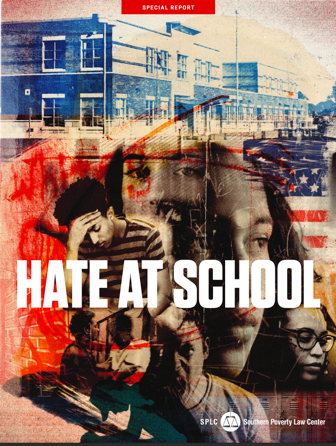 SPECIAL REPORT
HATE AT SCHOOL
SPLC Southern Poverty Law Center